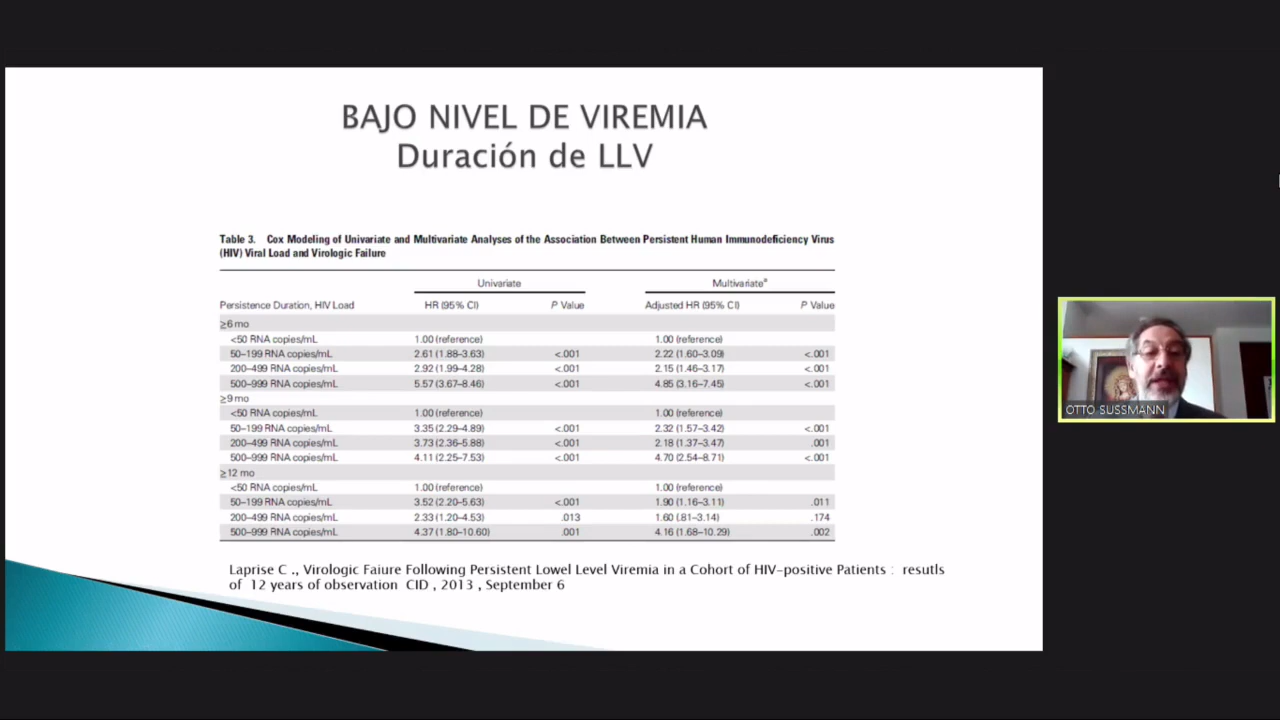 BAJO NIVEL DE VIREMIA
Duración de LLV
Table 3. Cox Modeling of Univariate and Multivariate Analyses of the Association Between Persistent Human Immunodeficiency Virus
(HIV) Viral Load and Virologic Failure
Univariate Multivariateª
Persistence Duration, HIV Load HR (95% CI) P Value Adjusted HR (95% CI) P Value
≥6 mo
<50 RNA copies/mL 1.00 (reference) 1.00 (reference)
50–199 RNA copies/mL 2.61 (1.88–3.63) <.001 2.22 (1.60–3.09) <.001
200–499 RNA copies/mL 2.92 (1.99–4.28) <.001 2.15 (1.46–3.17) <.001
500–999 RNA copies/mL 5.57 (3.67–8.46) <.001 4.85 (3.16–7.45) <.001
≥9 mo
<50 RNA copies/mL 1.00 (reference) 1.00 (reference)
50–199 RNA copies/mL 3.35 (2.29–4.89) <.001 2.32 (1.57–3.42) <.001
200–499 RNA copies/mL 3.73 (2.36–5.88) <.001 2.18 (1.37–3.47) .001
500–999 RNA copies/mL 4.11 (2.25–7.53) <.001 4.70 (2.54–8.71) <.001
≥12 mo
<50 RNA copies/mL 1.00 (reference) 1.00 (reference)
50–199 RNA copies/mL 3.52 (2.20–5.63) <.001 1.90 (1.16–3.11) .011
200–499 RNA copies/mL 2.33 (1.20–4.53) .013 1.60 (.81–3.14) .174
500–999 RNA copies/mL 4.37 (1.80–10.60) .001 4.16 (1.68–10.29) .002
Laprise C ., Virologic Faiure Following Persistent Lowel Level Viremia in a Cohort of HIV-positive Patients : resutls
of 12 years of observation CID , 2013 , September 6
OTTO SUSSMANN